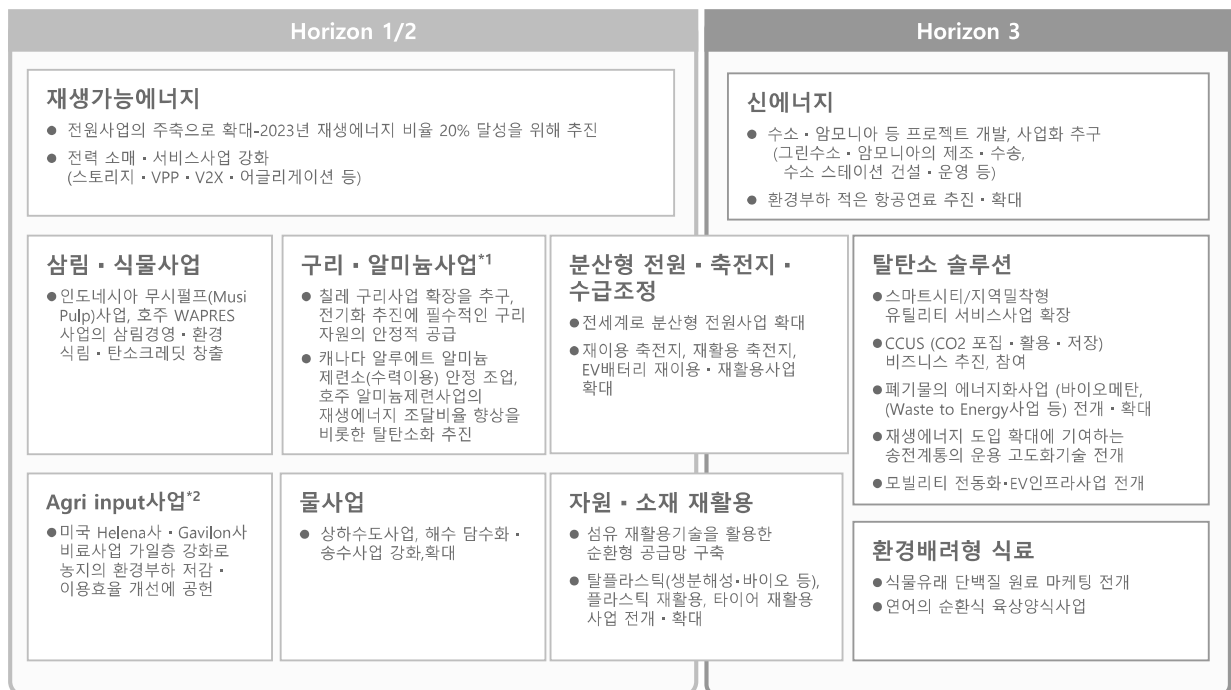 Horizon 1/2
Horizon 3
재생가능에너지
● 전원사업의 주축으로 확대-2023년 재생에너지 비율 20% 달성을 위해 추진
● 전력 소매・서비스사업 강화
(스토리지・VPP・V2X・어글리게이션 등)
신에너지
● 수소・암모니아 등 프로젝트 개발, 사업화 추구
(그린수소・암모니아의 제조・수송,
수소 스테이션 건설・운영 등)
● 환경부하 적은 항공연료 추진・확대
삼림・식물사업
●인도네시아 무시펄프(Musi
Pulp)사업, 호주 WAPRES
사업의 삼림경영・환경
식림・탄소크레딧 창출
구리・알미늄사업*1
● 칠레 구리사업 확장을 추구,
전기화 추진에 필수적인 구리
자원의 안정적 공급
● 캐나다 알루에트 알미늄
제련소(수력이용) 안정 조업,
호주 알미늄제련사업의
재생에너지 조달비율 향상을
비롯한 탈탄소화 추진
분산형 전원・축전지・
수급조정
●전세계로 분산형 전원사업 확대
●재이용 축전지, 재활용 축전지,
EV배터리 재이용・재활용사업
확대
탈탄소 솔루션
●스마트시티/지역밀착형
유틸리티 서비스사업 확장
●CCUS (CO2 포집・활용・저장)
비즈니스 추진, 참여
●폐기물의 에너지화사업 (바이오메탄,
(Waste to Energy사업 등) 전개・확대
●재생에너지 도입 확대에 기여하는
송전계통의 운용 고도화기술 전개
●모빌리티 전동화・EV인프라사업 전개
Agri input사업*2
●미국 Helena사・Gavilon사
비료사업 가일층 강화로
농지의 환경부하 저감・
이용효율 개선에 공헌
물사업
● 상하수도사업, 해수 담수화・
송수사업 강화,확대
자원・소재 재활용
● 섬유 재활용기술을 활용한
순환형 공급망 구축
● 탈플라스틱(생분해성・바이오 등),
플라스틱 재활용, 타이어 재활용
사업 전개・확대
환경배려형 식료
●식물유래 단백질 원료 마케팅 전개
●연어의 순환식 육상양식사업